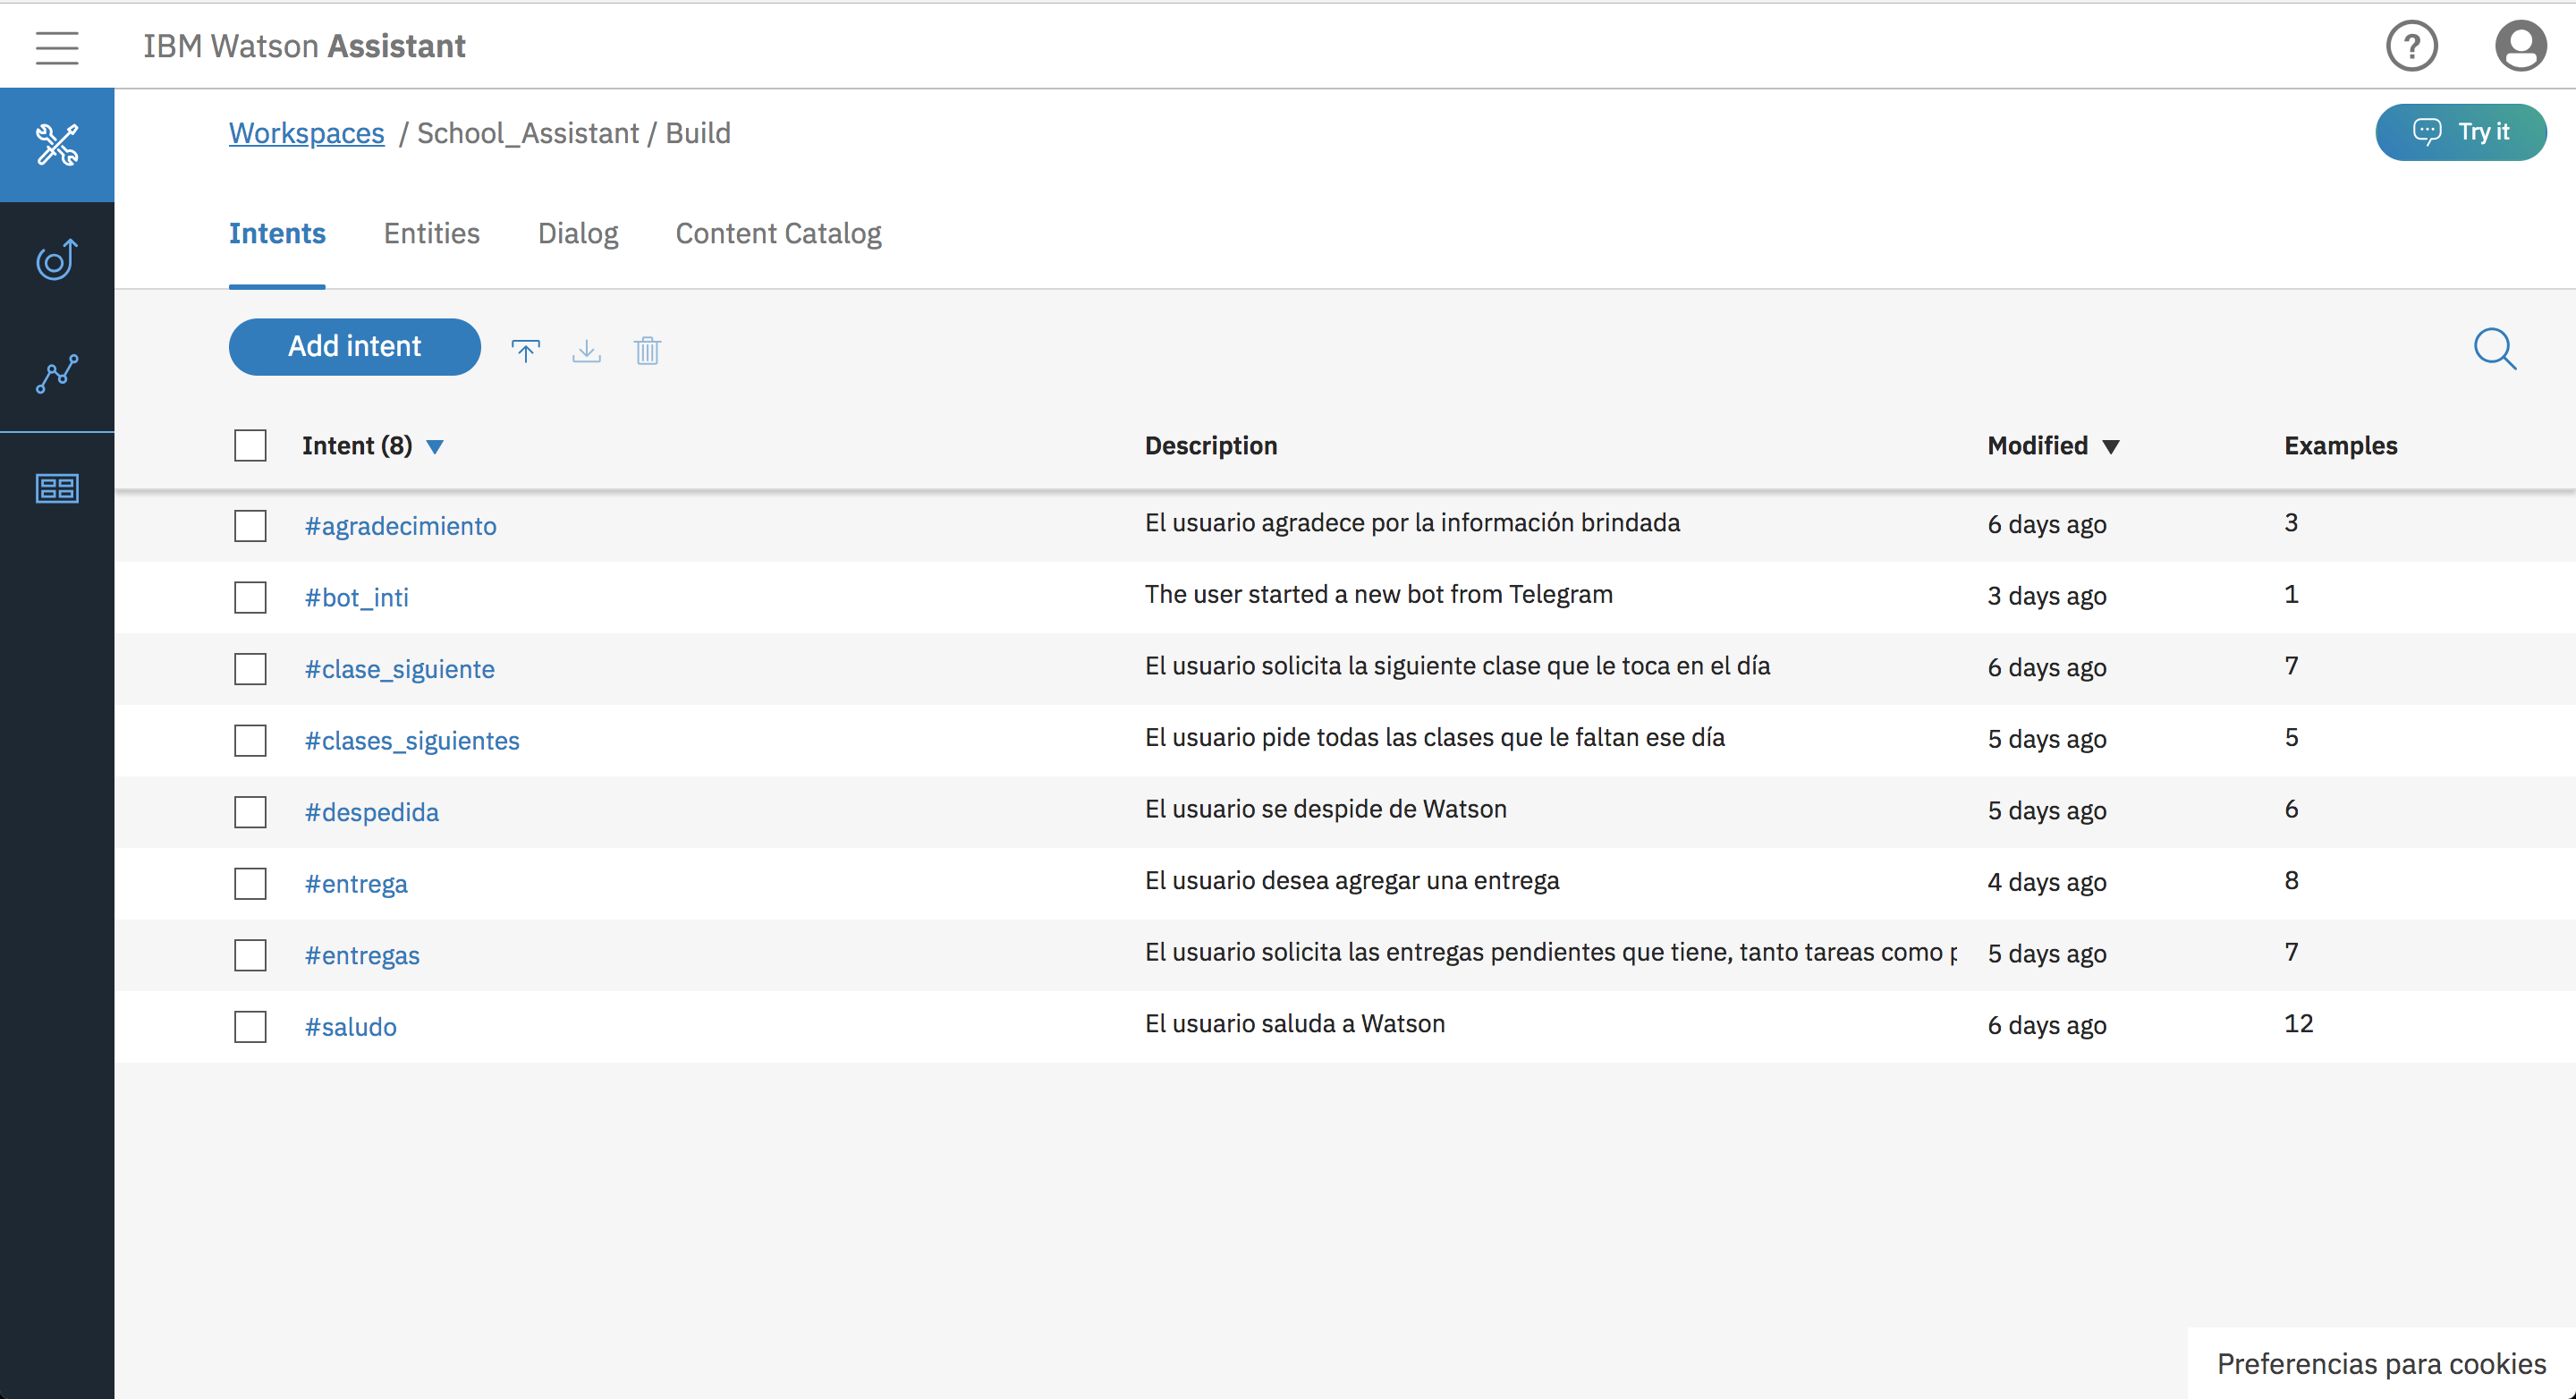 IBM Watson Assistant
?
Workspaces / School_Assistant / Build
Try it
Intents Entities Dialog Content Catalog
Add intent
Intent (8) Description Modified Examples
#agradecimiento El usuario agradece por la información brindada 6 days ago 3
#bot_inti The user started a new bot from Telegram 3 days ago 1
#clase_siguiente El usuario solicita la siguiente clase que le toca en el día 6 days ago 7
#clases_siguientes El usuario pide todas las clases que le faltan ese día 5 days ago 5
#despedida El usuario se despide de Watson 5 days ago 6
#entrega El usuario desea agregar una entrega 4 days ago 8
#entregas El usuario solicita las entregas pendientes que tiene, tanto tareas como 5 days ago 7
#saludo El usuario saluda a Watson 6 days ago 12
Preferencias para cookies